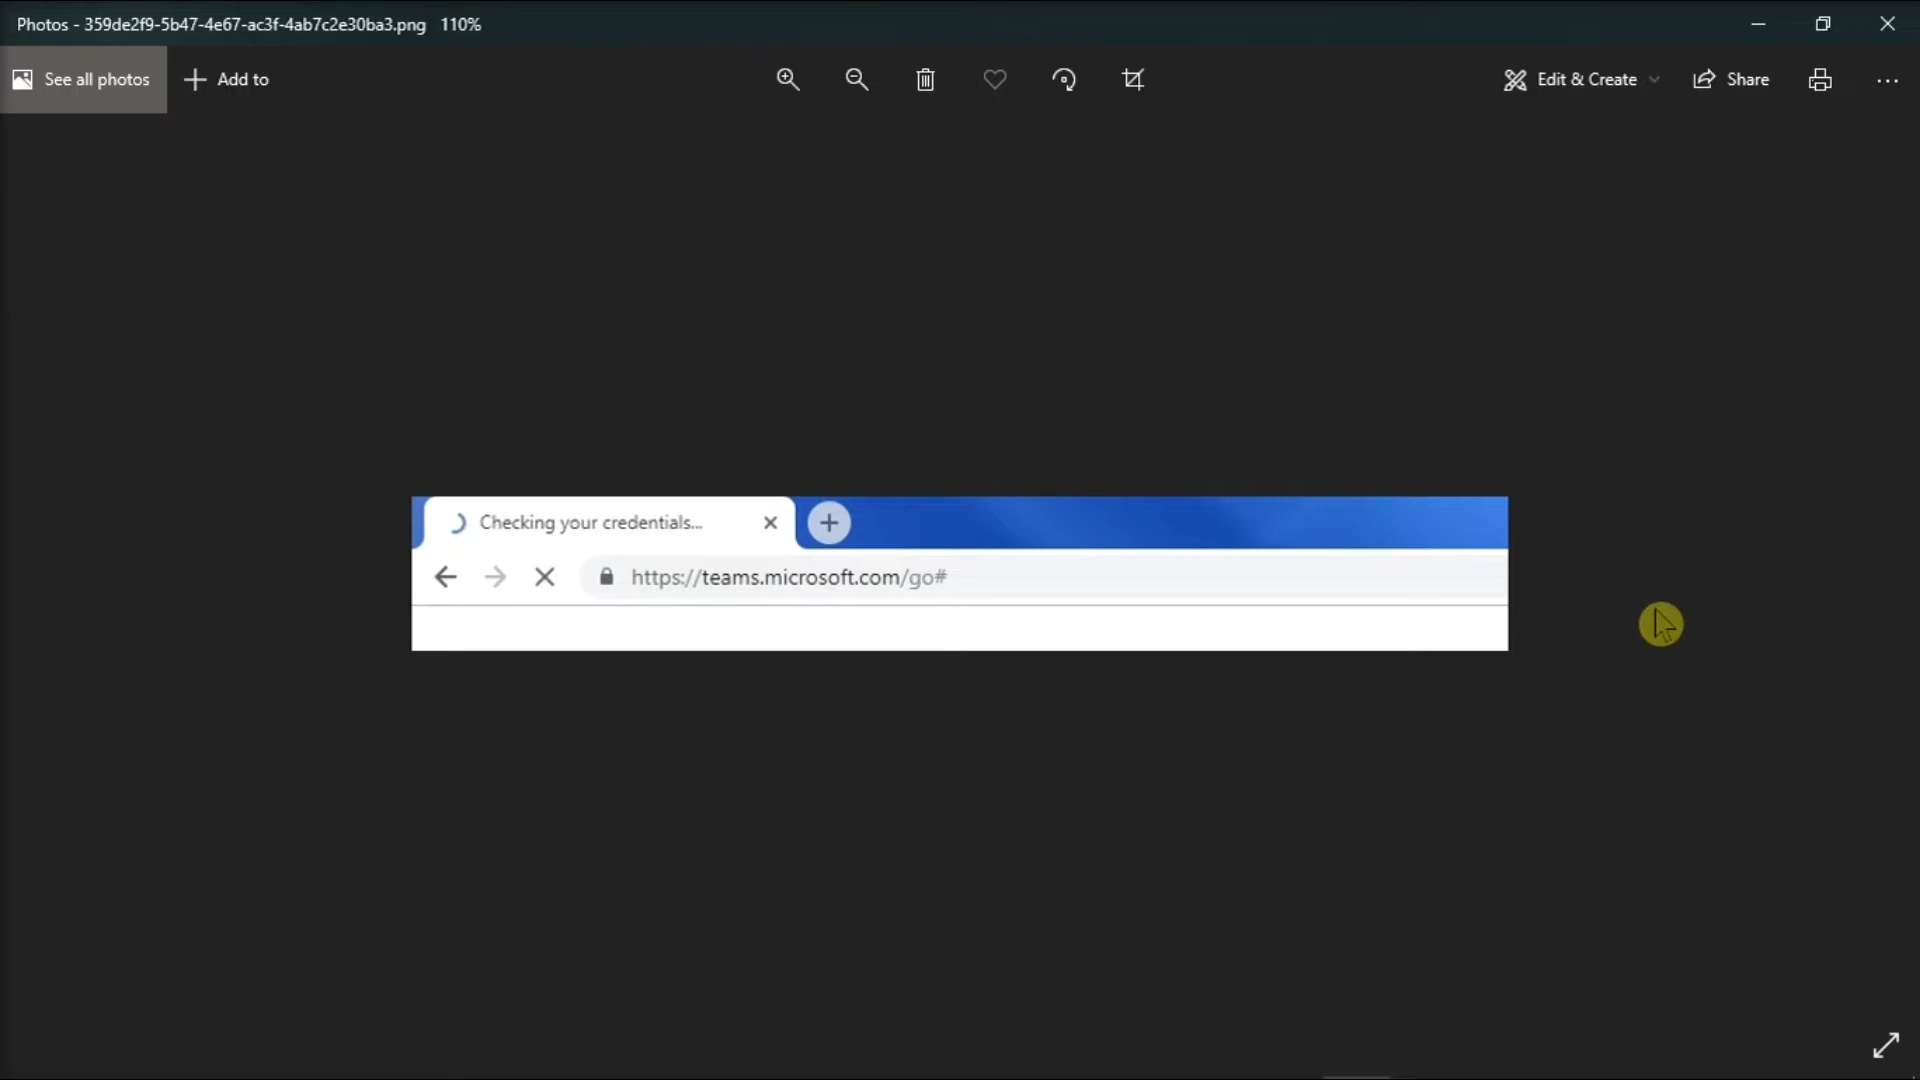 Photos - 359de2f9-5b47-4e67-ac3f-4ab7c2e30ba3.png 110%
See all photos Add to Edit & Create Share
Checking your credentials...
https://teams.microsoft.com/go#